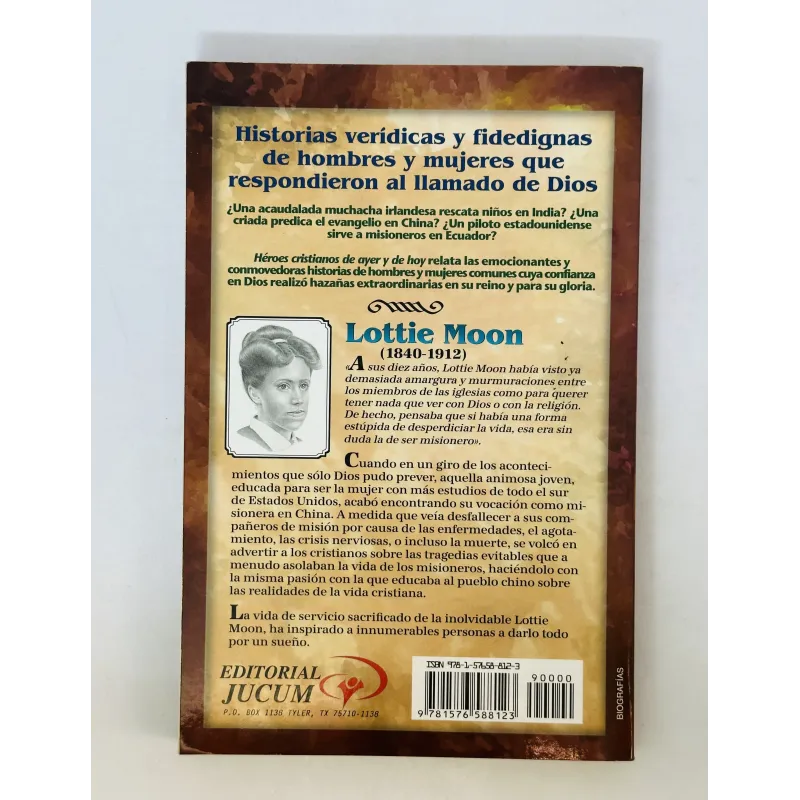 Historias verídicas y fidedignas
de hombres y mujeres que
respondieron al llamado de Dios
¿Una acaudalada muchacha irlandesa rescata niños en India? ¿Una
criada predica el evangelio en China? ¿Un piloto estadounidense
sirve a misioneros en Ecuador?
Héroes cristianos de ayer y de hoy relata las emocionantes y
conmovedoras historias de hombres y mujeres comunes cuya confianza
en Dios realizó hazañas extraordinarias en su reino y para su gloria.
Lottie Moon
(1840-1912)
«A sus diez años, Lottie Moon había visto ya
demasiada amargura y murmuraciones entre
los miembros de las iglesias como para querer
tener nada que ver con Dios o con la religión.
De hecho, pensaba que si había una forma
estúpida de desperdiciar la vida, esa era sin
duda la de ser misionero».
Cuando en un giro de los aconteci-
mientos que sólo Dios pudo prever, aquella animosa joven,
educada para ser la mujer con más estudios de todo el sur
de Estados Unidos, acabó encontrando su vocación como mi-
sionera en China. A medida que veía desfallecer a sus com-
pañeros de misión por causa de las enfermedades, el agota-
miento, las crisis nerviosas, o incluso la muerte, se volcó en
advertir a los cristianos sobre las tragedias evitables que a
menudo asolaban la vida de los misioneros, haciéndolo con
la misma pasión con la que educaba al pueblo chino sobre
las realidades de la vida cristiana.
La vida de servicio sacrificado de la inolvidable Lottie
Moon, ha inspirado a innumerables personas a darlo todo
por un sueño.
EDITORIAL
JUCUM
P.O. BOX 1138 TYLER, TX 75710-1138
ISBN 978-1-57658-812-3
90000
9 781576 588123
BIOGRAFÍAS